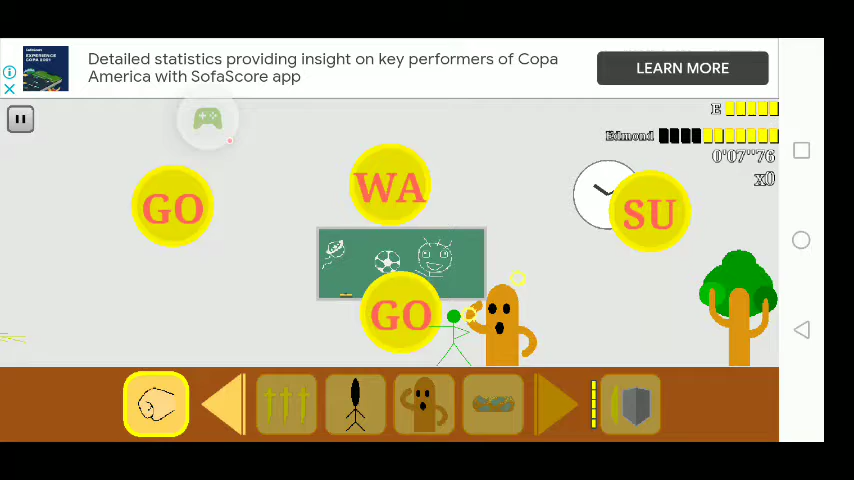 Detailed statistics providing insight on key performers of Copa
America with SofaScore app
LEARN MORE
E
Edmond
0'07"76
x0
GO
WA
SU
GO